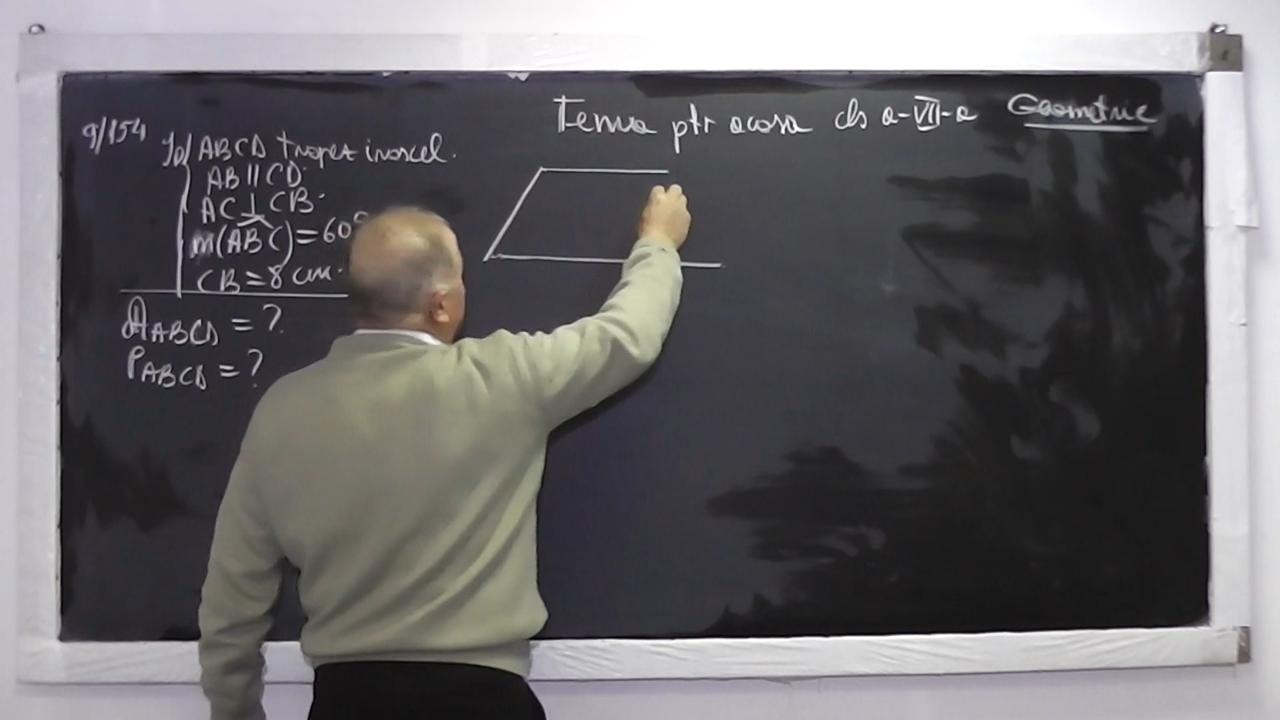 Tema ptr acasa cls a-VII-a Geometrie
9/154
Ip/ ABCD trapez isoscel.
AB || CD.
AC ⊥ CB.
m(ABC) = 60°
CB = 8 cm.
A ABCD = ?
P ABCD = ?